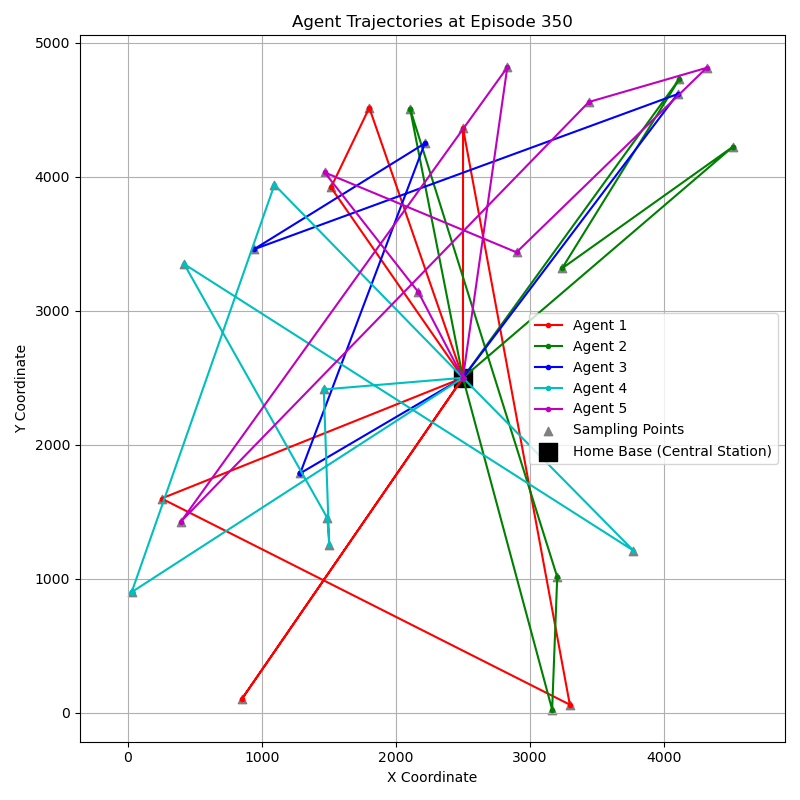 Agent Trajectories at Episode 350
5000
4000
3000
2000
1000
0
Y Coordinate
Agent 1
Agent 2
Agent 3
Agent 4
Agent 5
Sampling Points
Home Base (Central Station)
0 1000 2000 3000 4000
X Coordinate